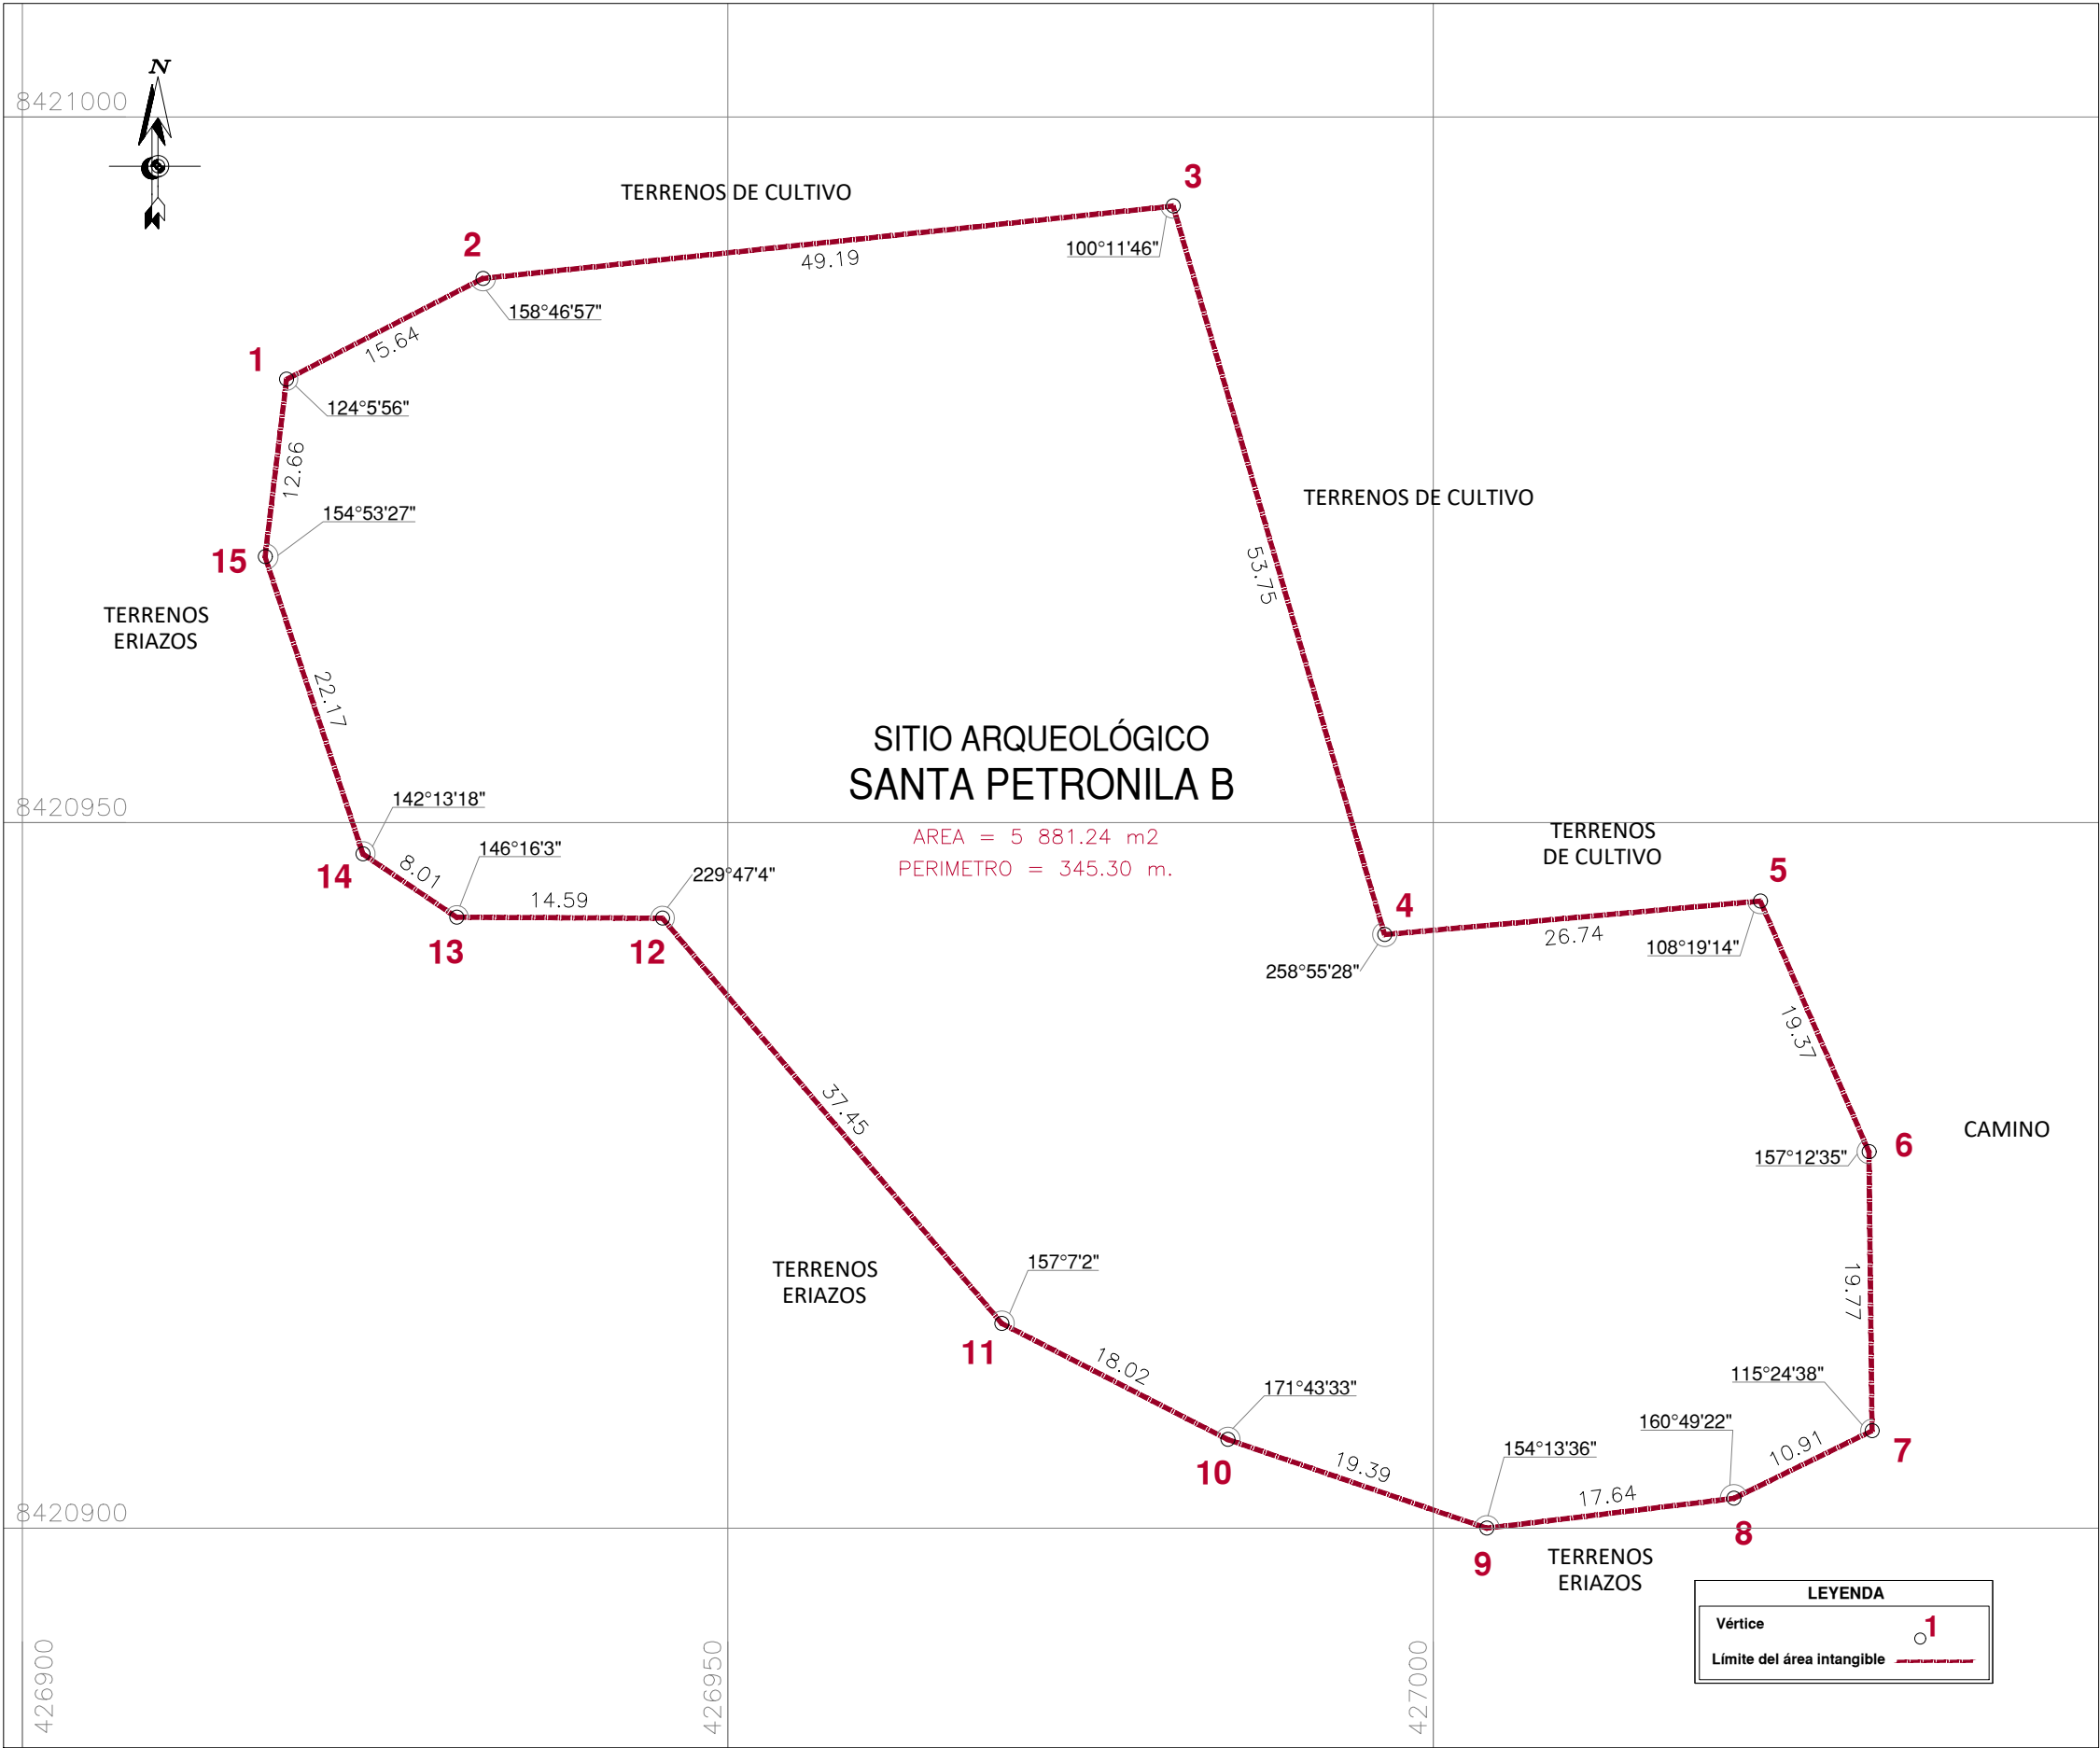 N
8421000
TERRENOS DE CULTIVO
3
2
49.19
100°11'46"
158°46'57"
1
15.64
124°5'56"
12.66
154°53'27"
15
TERRENOS DE CULTIVO
53.75
TERRENOS
ERIAZOS
22.17
SITIO ARQUEOLÓGICO
SANTA PETRONILA B
AREA = 5 881.24 m2
PERIMETRO = 345.30 m.
8420950
142°13'18"
14
8.01
146°16'3"
13
14.59
229°47'4"
12
TERRENOS
DE CULTIVO
5
4
26.74
108°19'14"
258°55'28"
19.37
37.45
CAMINO
6
157°12'35"
TERRENOS
ERIAZOS
157°7'2"
11
19.77
18.02
171°43'33"
10
115°24'38"
160°49'22"
10.91
7
19.39
154°13'36"
17.64
8
9
8420900
TERRENOS
ERIAZOS
LEYENDA
Vértice 1
Límite del área intangible
426900
426950
427000